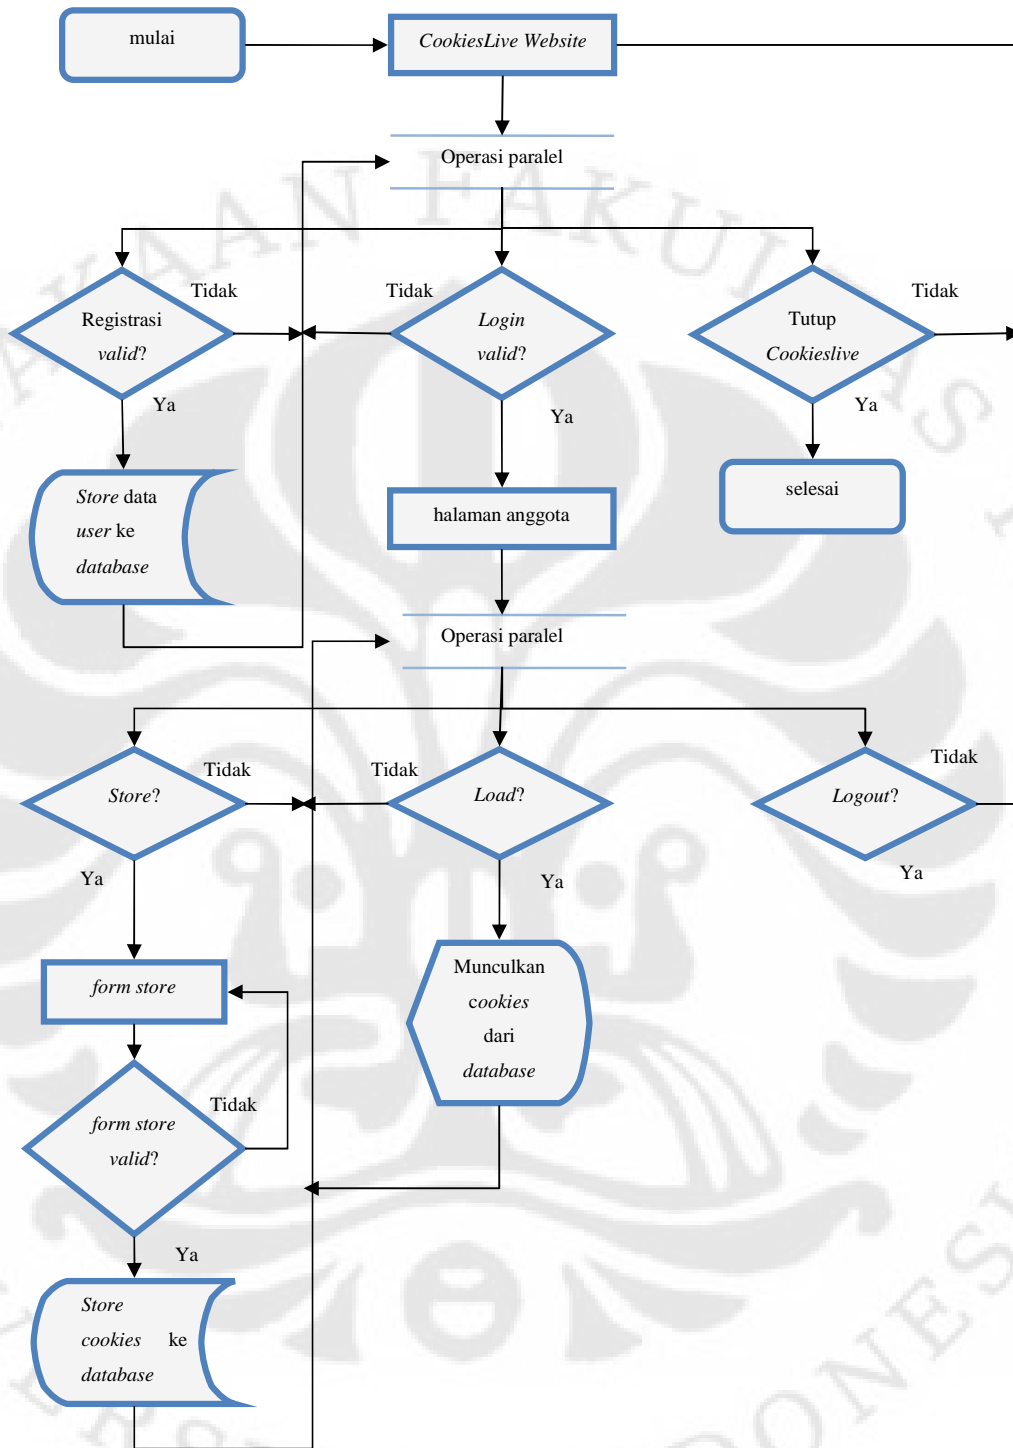 mulai
CookiesLive Website
Operasi paralel
Tidak
Tidak
Tidak
Registrasi
valid?
Login
valid?
Tutup
Cookieslive
Ya
Ya
Ya
Store data
user ke
database
halaman anggota
selesai
Operasi paralel
Tidak
Tidak
Tidak
Store?
Load?
Logout?
Ya
Ya
Ya
form store
Munculkan
cookies
dari
database
form store
valid?
Tidak
Ya
Store
cookies ke
database